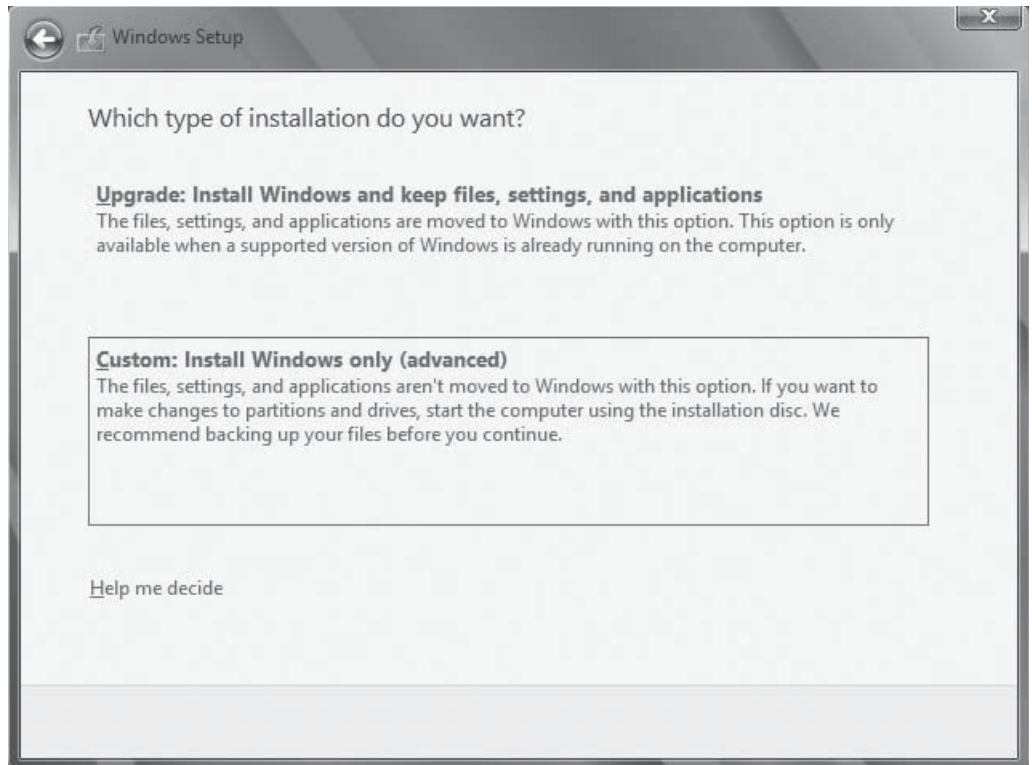 Windows Setup
Which type of installation do you want?
Upgrade: Install Windows and keep files, settings, and applications
The files, settings, and applications are moved to Windows with this option. This option is only
available when a supported version of Windows is already running on the computer.
Custom: Install Windows only (advanced)
The files, settings, and applications aren't moved to Windows with this option. If you want to
make changes to partitions and drives, start the computer using the installation disc. We
recommend backing up your files before you continue.
Help me decide